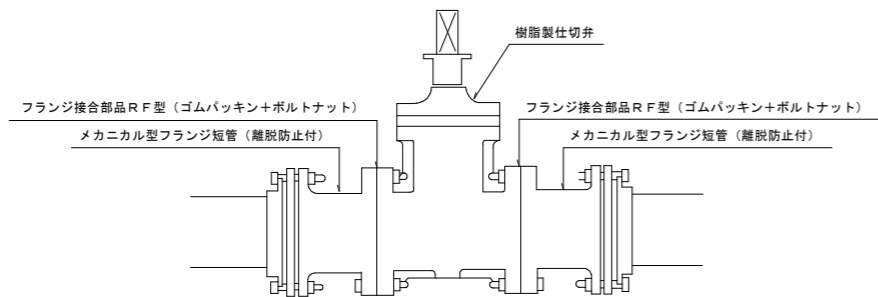 樹脂製仕切弁
フランジ接合部品ＲＦ型（ゴムパッキン＋ボルトナット）
フランジ接合部品ＲＦ型（ゴムパッキン＋ボルトナット）
メカニカル型フランジ短管（離脱防止付）
メカニカル型フランジ短管（離脱防止付）